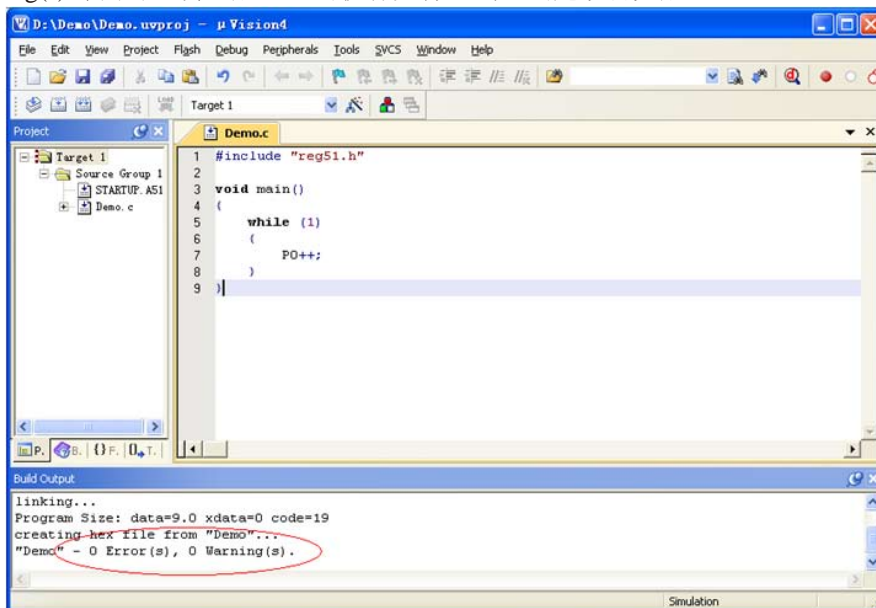 D:\Demo\Demo.uvproj - µVision4
File Edit View Project Flash Debug Peripherals Tools SVCS Window Help
Target 1
Project
Demo.c
Target 1
Source Group 1
STARTUP.A51
Demo.c
1 #include "reg51.h"
2
3 void main()
4 {
5 while (1)
6 {
7 P0++;
8 }
9 }
P. B. {} F. 0 T.
Build Output
linking...
Program Size: data=9.0 xdata=0 code=19
creating hex file from "Demo"...
"Demo" - 0 Error(s), 0 Warning(s).
Simulation